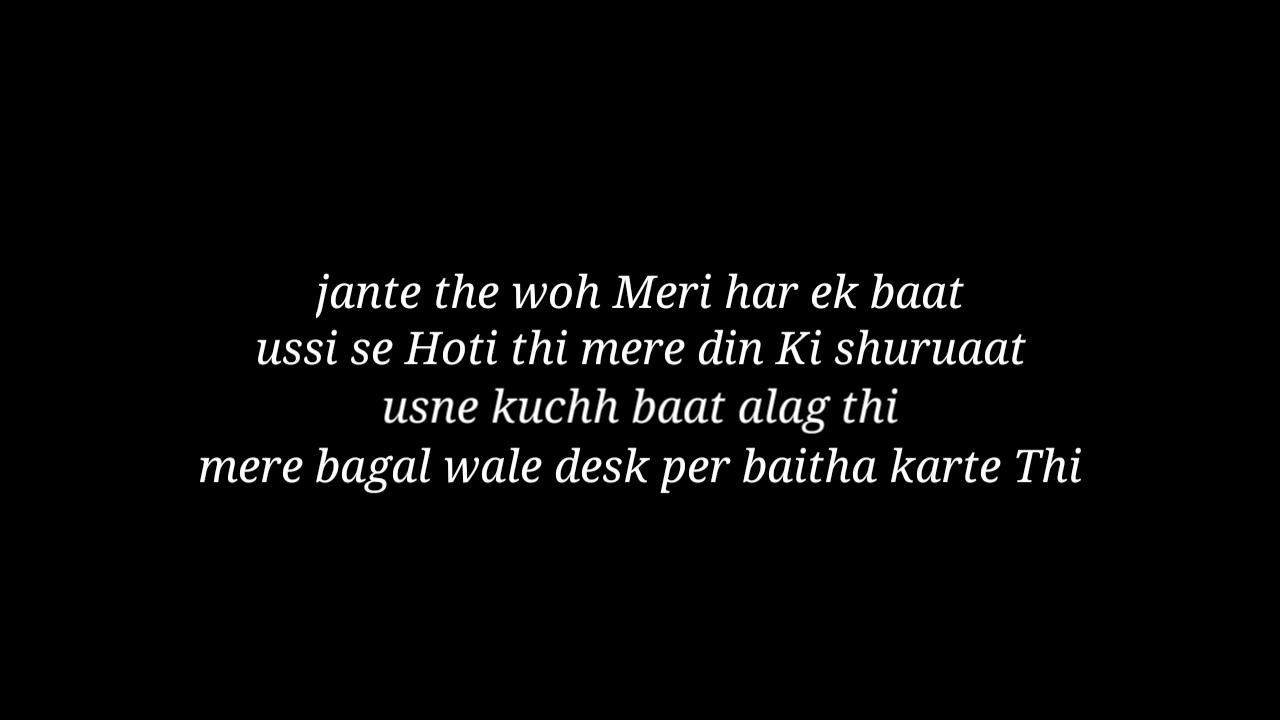 jante the woh Meri har ek baat
ussi se Hoti thi mere din Ki shuruaat
usne kuchh baat alag thi
mere bagal wale desk per baitha karte Thi